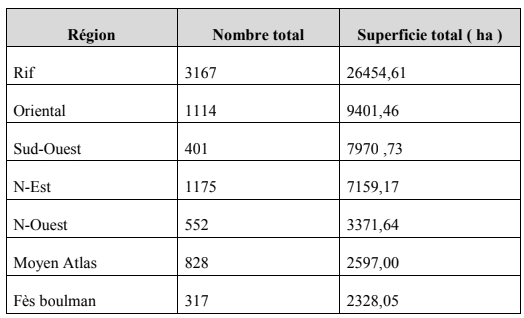 Région Nombre total Superficie total ( ha )
Rif 3167 26454,61
Oriental 1114 9401,46
Sud-Ouest 401 7970 ,73
N-Est 1175 7159,17
N-Ouest 552 3371,64
Moyen Atlas 828 2597,00
Fès boulman 317 2328,05